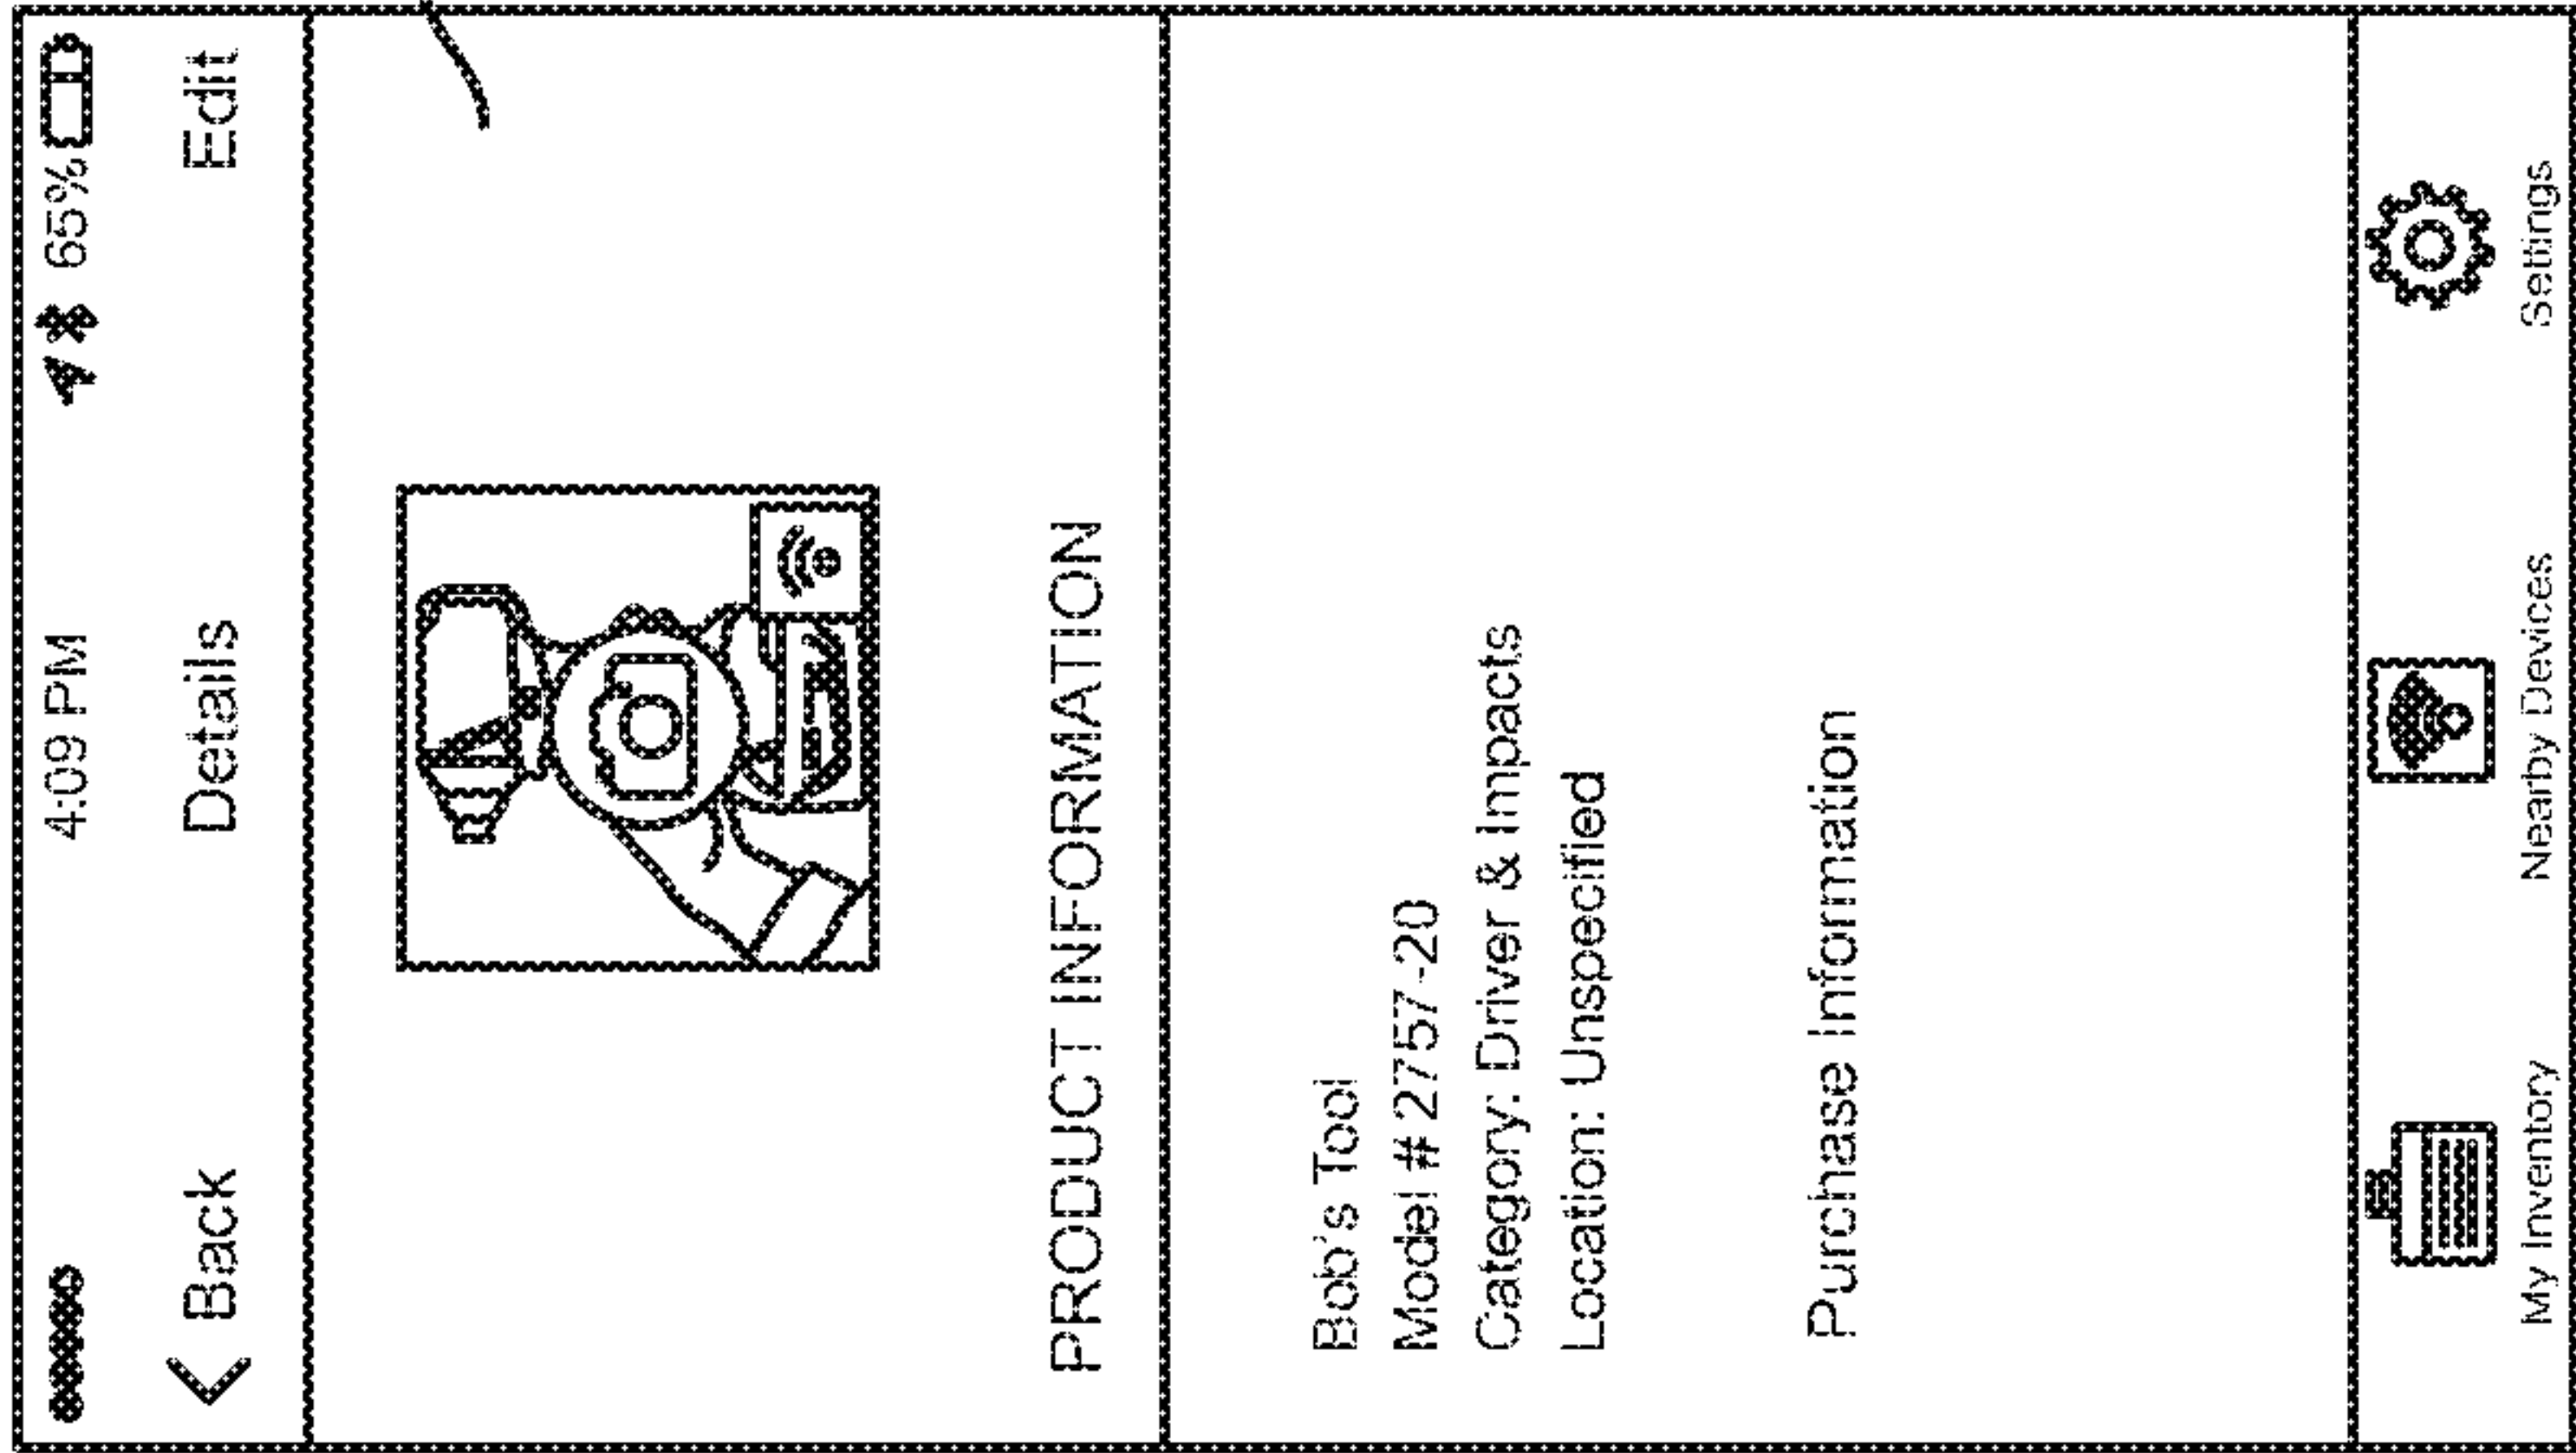 4:09 PM 65%
Back Details Edit
PRODUCT INFORMATION
Bob's Tool
Model # 2757-20
Category: Driver & Impacts
Location: Unspecified
Purchase Information
My Inventory Nearby Devices Settings